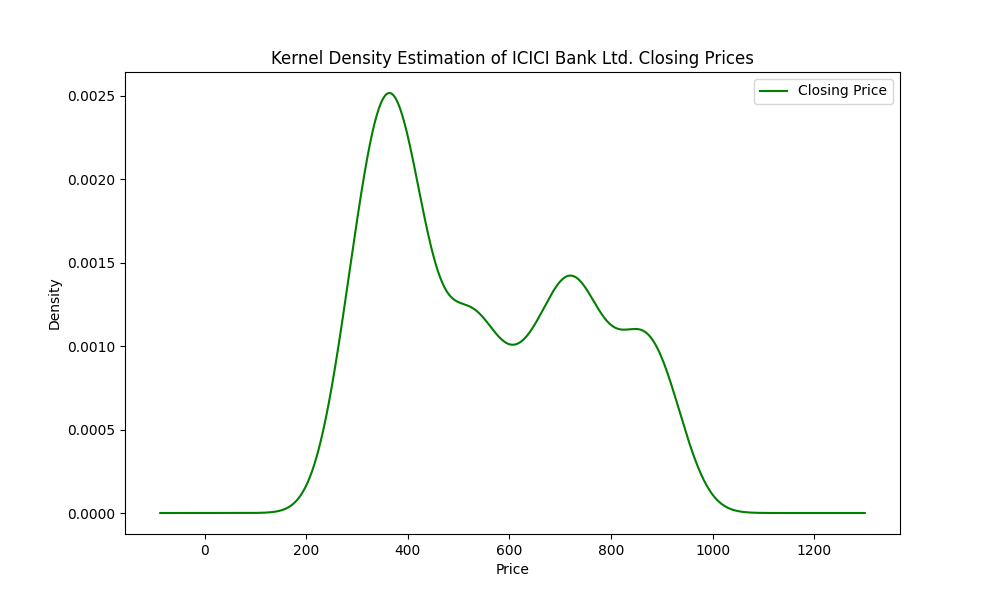 Kernel Density Estimation of ICICI Bank Ltd. Closing Prices
Closing Price
0.0025
0.0020
0.0015
0.0010
0.0005
0.0000
Density
0 200 400 600 800 1000 1200
Price